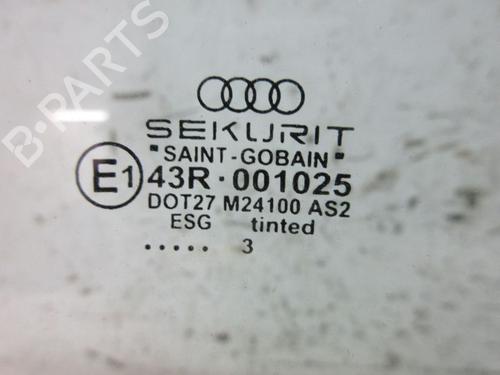 B-PARTS
SEKURIT
"SAINT-GOBAIN"
E1 43R·001025
DOT27 M24100 AS2
ESG tinted
..... 3